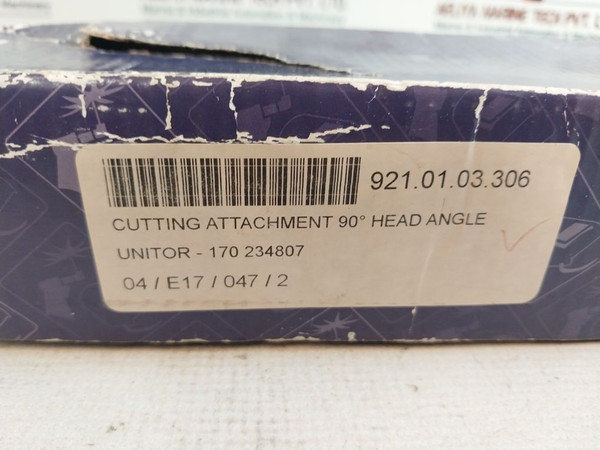 921.01.03.306
CUTTING ATTACHMENT 90° HEAD ANGLE
UNITOR - 170 234807
04 / E17 / 047 / 2